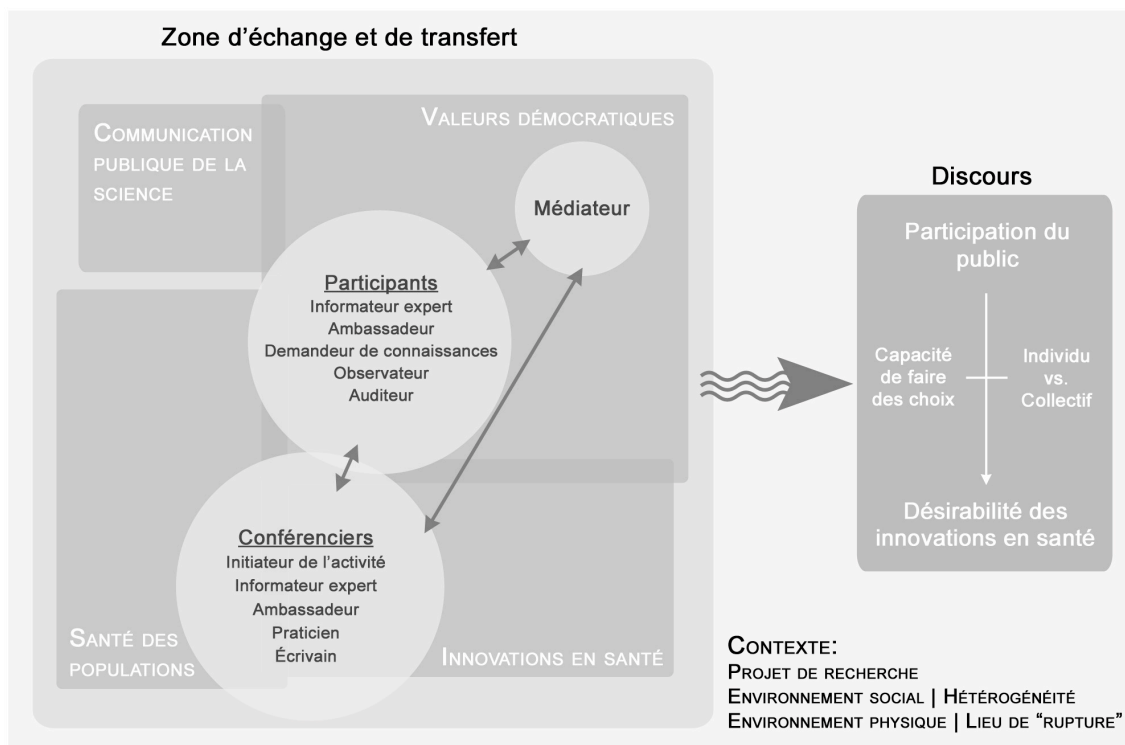 Zone d'échange et de transfert
COMMUNICATION
PUBLIQUE DE LA
SCIENCE
VALEURS DÉMOCRATIQUES
Médiateur
Participants
Informateur expert
Ambassadeur
Demandeur de connaissances
Observateur
Auditeur
Conférenciers
Initiateur de l'activité
Informateur expert
Ambassadeur
Praticien
Écrivain
SANTÉ DES
POPULATIONS
INNOVATIONS EN SANTÉ
Discours
Participation du
public
Capacité
de faire
des choix
Individu
vs.
Collectif
Désirabilité des
innovations en santé
CONTEXTE:
PROJET DE RECHERCHE
ENVIRONNEMENT SOCIAL | HÉTÉROGÉNÉITÉ
ENVIRONNEMENT PHYSIQUE | LIEU DE “RUPTURE”